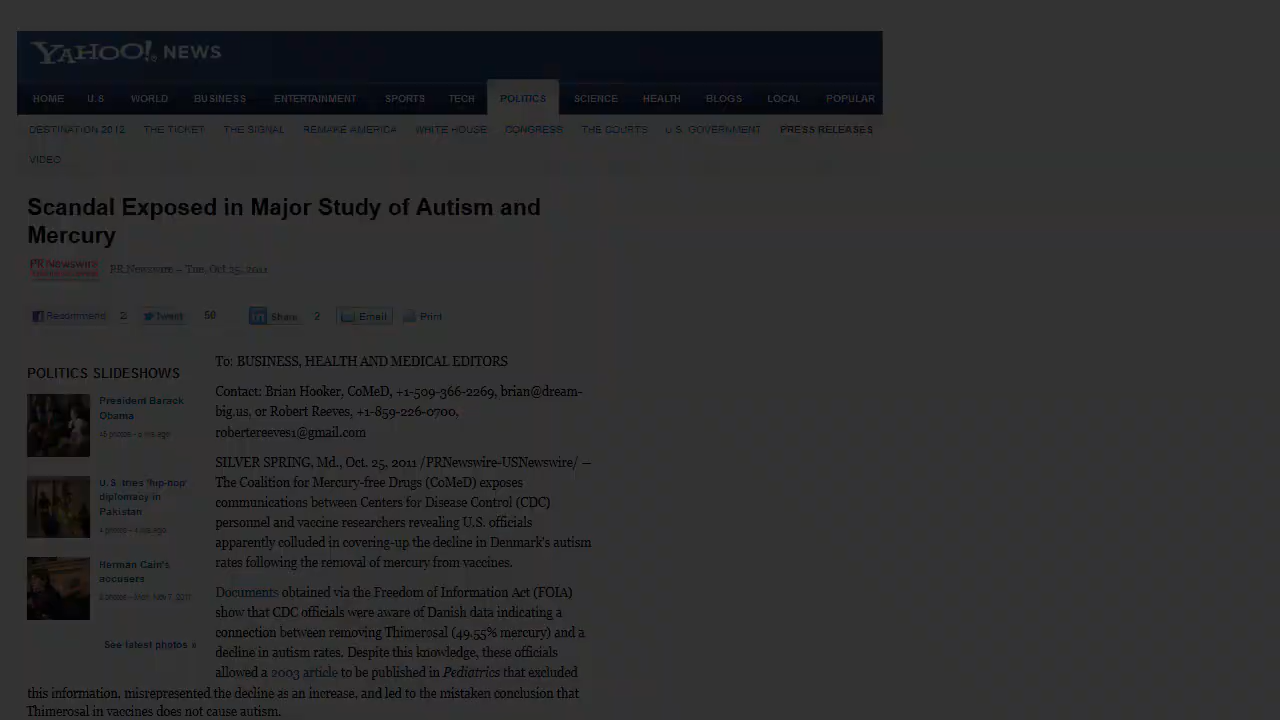 YAHOO! NEWS
HOME U.S WORLD BUSINESS ENTERTAINMENT SPORTS TECH POLITICS SCIENCE HEALTH BLOGS LOCAL POPULAR
DESTINATION 2012 THE TICKET THE SIGNAL REMAKE AMERICA WHITE HOUSE CONGRESS THE COURTS U.S. GOVERNMENT PRESS RELEASES
VIDEO
Scandal Exposed in Major Study of Autism and
Mercury
PR Newswire
PR Newswire – Tue, Oct 25, 2011
Recommend 2 Tweet 50 Share 2 Email Print
POLITICS SLIDESHOWS
President Barack
Obama
U.S. tries 'hip-hop'
diplomacy in
Pakistan
Herman Cain's
accusers
See latest photos »
To: BUSINESS, HEALTH AND MEDICAL EDITORS
Contact: Brian Hooker, CoMeD, +1-509-366-2269, brian@dream-
big.us, or Robert Reeves, +1-859-226-0700,
robertereeves1@gmail.com
SILVER SPRING, Md., Oct. 25, 2011 /PRNewswire-USNewswire/ --
The Coalition for Mercury-free Drugs (CoMeD) exposes
communications between Centers for Disease Control (CDC)
personnel and vaccine researchers revealing U.S. officials
apparently colluded in covering-up the decline in Denmark's autism
rates following the removal of mercury from vaccines.
Documents obtained via the Freedom of Information Act (FOIA)
show that CDC officials were aware of Danish data indicating a
connection between removing Thimerosal (49.55% mercury) and a
decline in autism rates. Despite this knowledge, these officials
allowed a 2003 article to be published in Pediatrics that excluded
this information, misrepresented the decline as an increase, and led to the mistaken conclusion that
Thimerosal in vaccines does not cause autism.